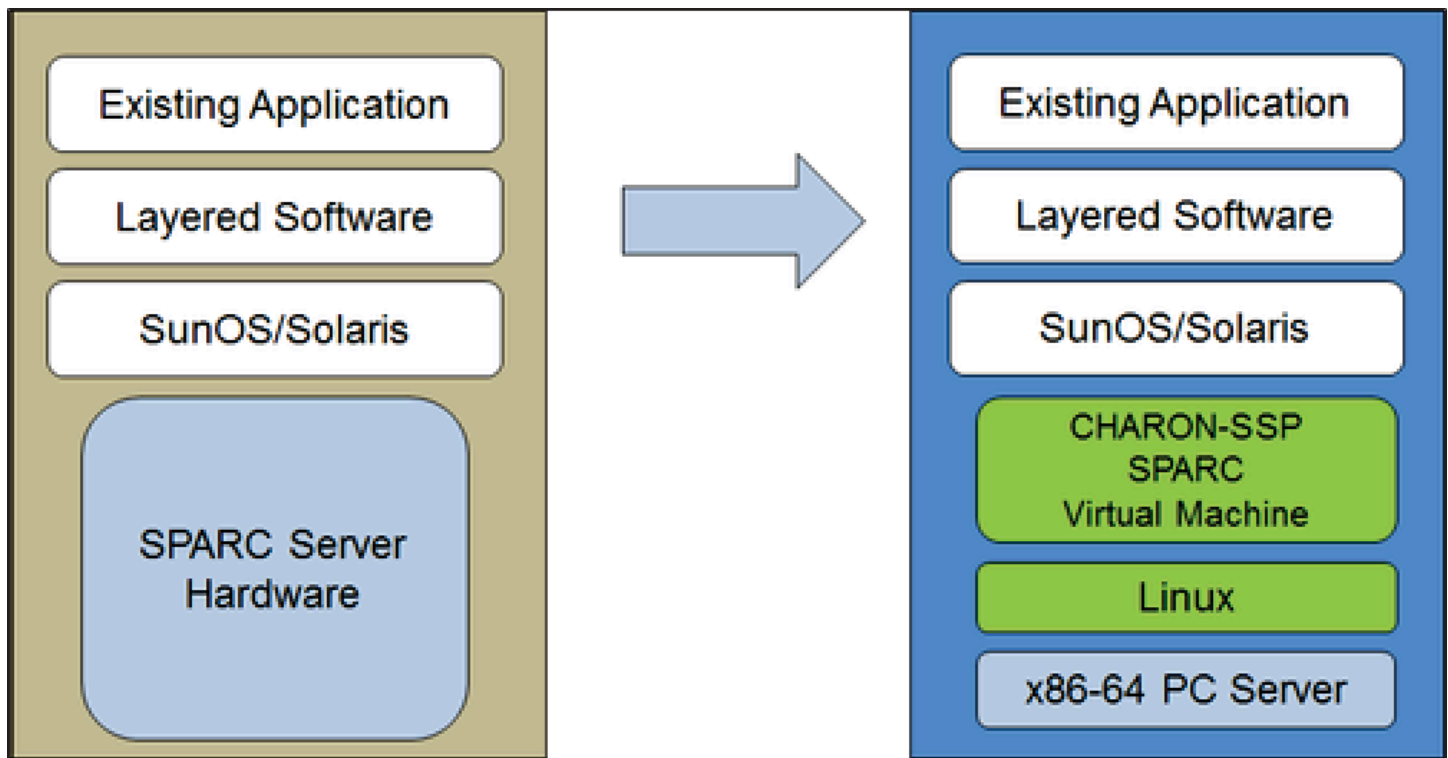 Existing Application
Layered Software
SunOS/Solaris
SPARC Server
Hardware
Existing Application
Layered Software
SunOS/Solaris
CHARON-SSP
SPARC
Virtual Machine
Linux
x86-64 PC Server